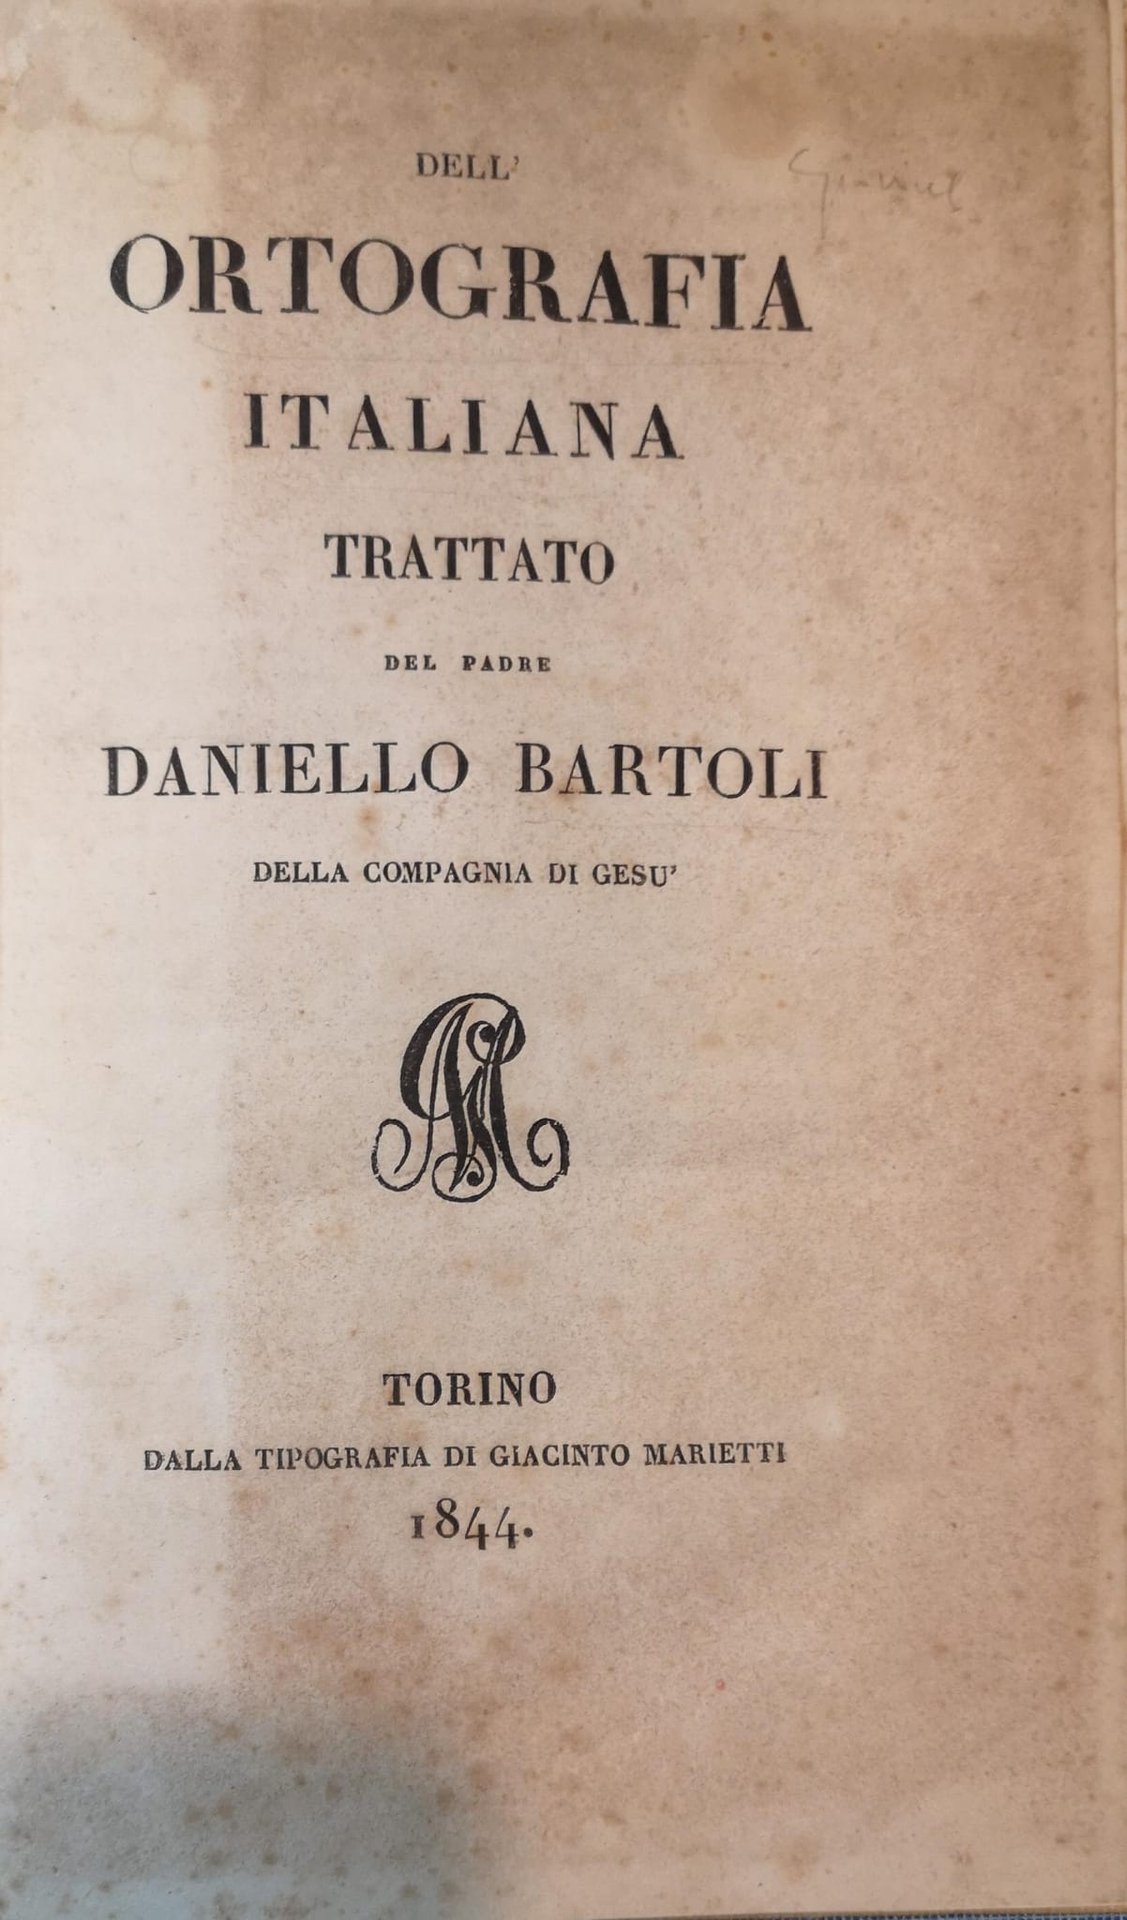 DELL'
ORTOGRAFIA
ITALIANA
TRATTATO
DEL PADRE
DANIELLO BARTOLI
DELLA COMPAGNIA DI GESU'
TORINO
DALLA TIPOGRAFIA DI GIACINTO MARIETTI
1844.